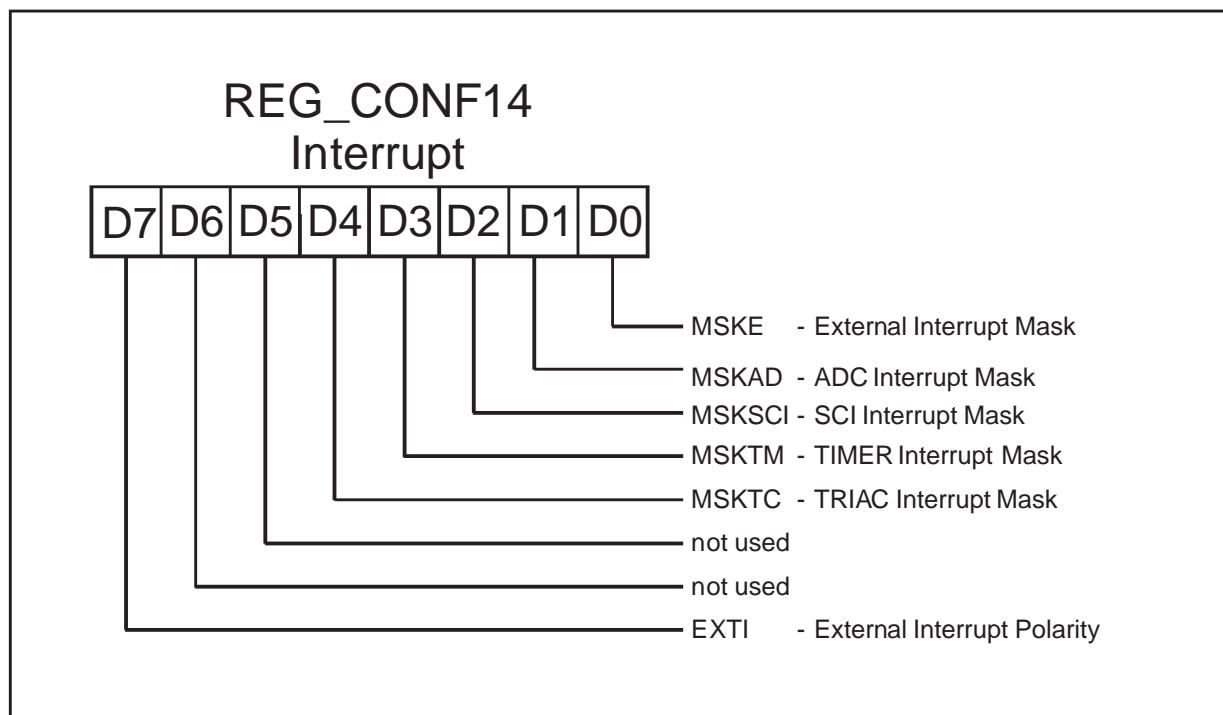 REG_CONF14
Interrupt
D7 D6 D5 D4 D3 D2 D1 D0
MSKE - External Interrupt Mask
MSKAD - ADC Interrupt Mask
MSKSCI - SCI Interrupt Mask
MSKTM - TIMER Interrupt Mask
MSKTC - TRIAC Interrupt Mask
not used
not used
EXTI - External Interrupt Polarity